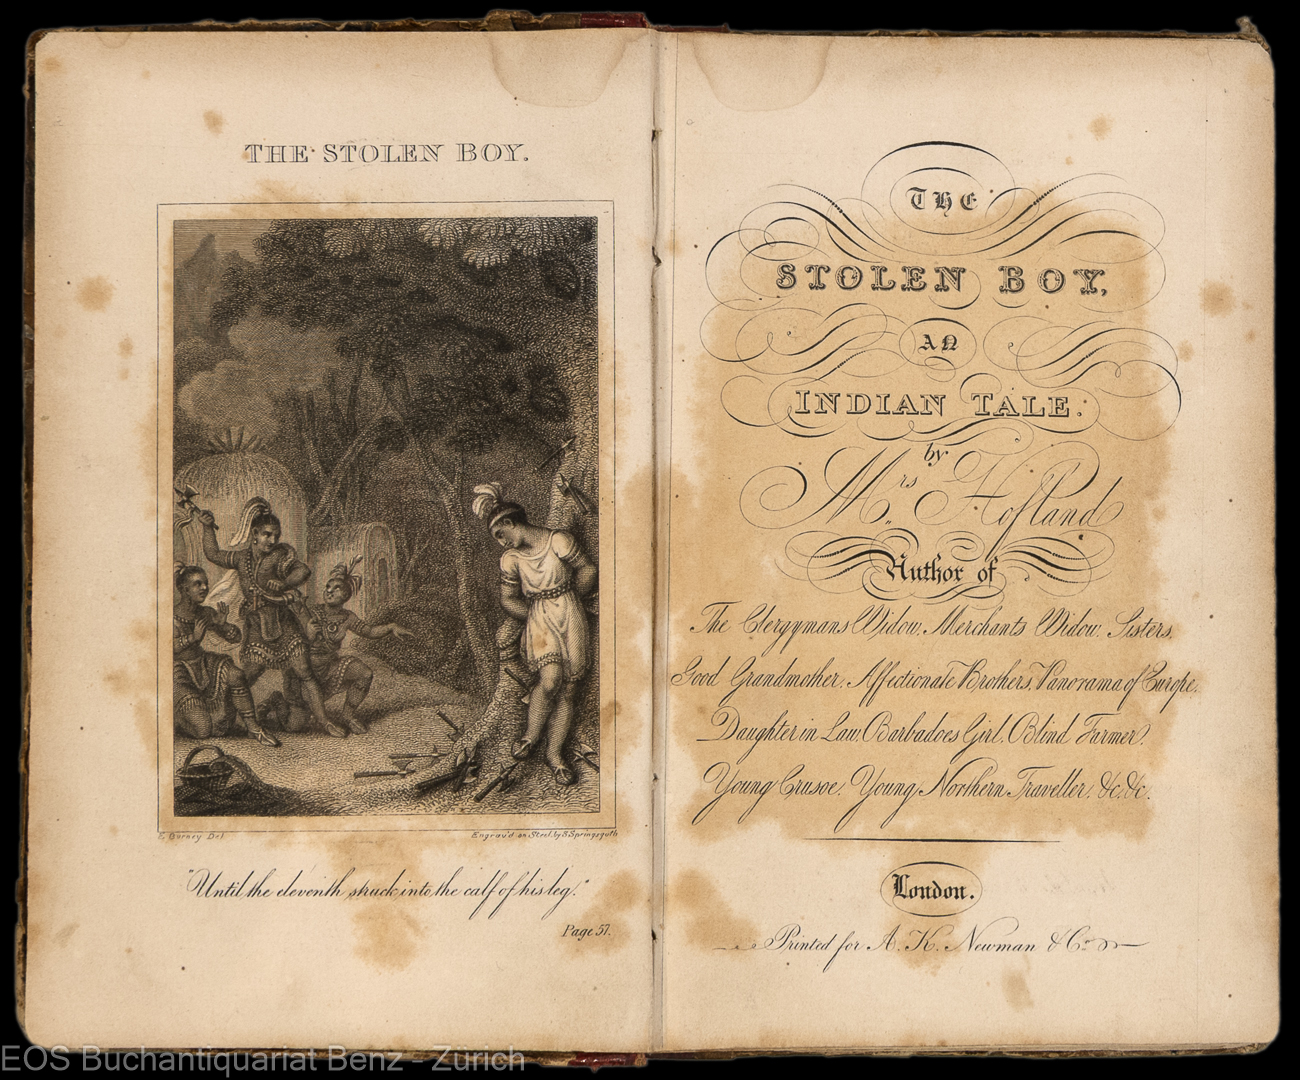 THE STOLEN BOY.
E. Gurney Del.
Engrav'd on Steel by S. Springsguth
"Until the eleventh struck into the calf of his leg."
Page 57.
THE
STOLEN BOY,
AN
INDIAN TALE.
by
Mrs Hofland
Author of
The Clergymans Widow, Merchants Widow, Sisters,
Good Grandmother, Affectionate Brothers, Panorama of Europe,
Daughter in Law, Barbadoes Girl, Blind Farmer,
Young Crusoe, Young Northern Traveller, &c. &c.
London.
Printed for A. K. Newman & Co.
EOS Buchantiquariat Benz - Zürich